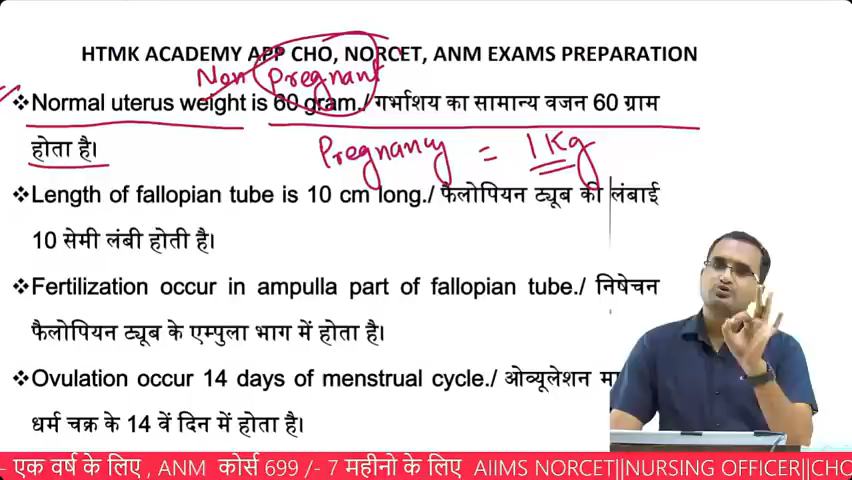 HTMK ACADEMY APP CHO, NORCET, ANM EXAMS PREPARATION
Non Pregnant
❖Normal uterus weight is 60 gram./ गर्भाशय का सामान्य वजन 60 ग्राम
होता है।
Pregnancy = 1 Kg
❖Length of fallopian tube is 10 cm long./ फैलोपियन ट्यूब की लंबाई
10 सेमी लंबी होती है।
❖Fertilization occur in ampulla part of fallopian tube./ निषेचन
फैलोपियन ट्यूब के एम्पुला भाग में होता है।
❖Ovulation occur 14 days of menstrual cycle./ ओव्यूलेशन
धर्म चक्र के 14 वें दिन में होता है।
- एक वर्ष के लिए , ANM कोर्स 699 /- 7 महीनो के लिए AIIMS NORCET||NURSING OFFICER||CHO